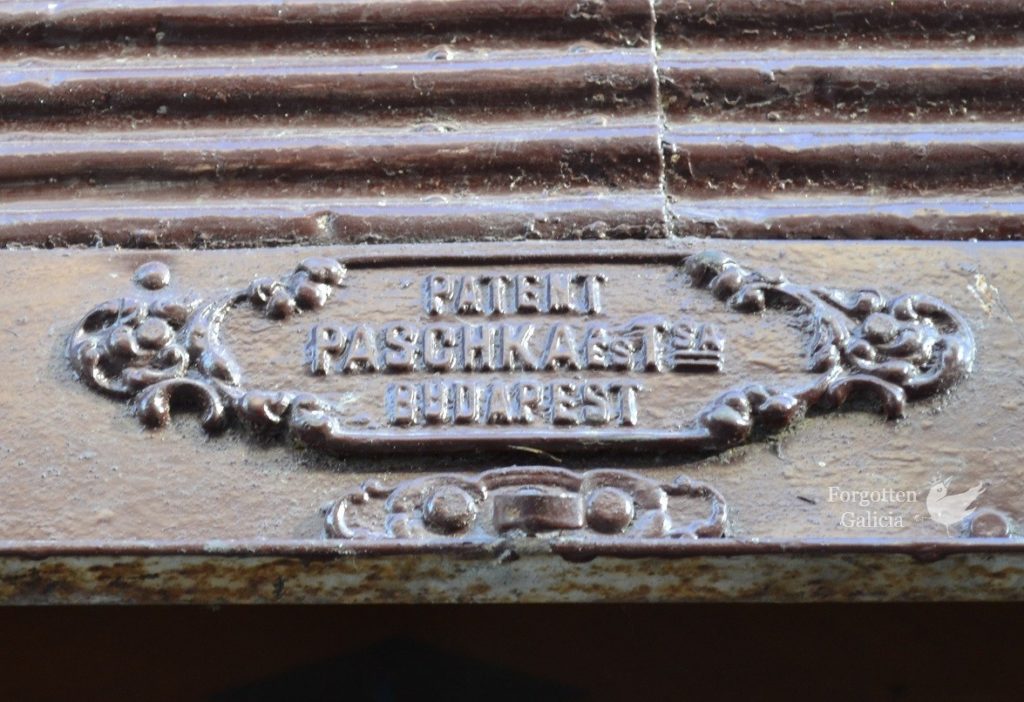 PATENT
PASCHKA ÉS TSA
BUDAPEST
Forgotten
Galicia